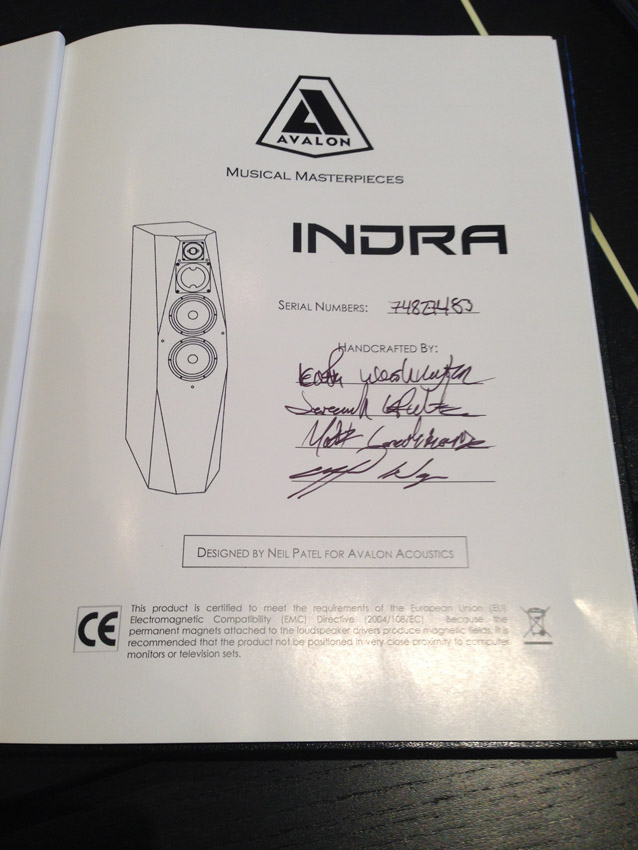 AVALON
MUSICAL MASTERPIECES
INDRA
SERIAL NUMBERS:
HANDCRAFTED BY:
DESIGNED BY NEIL PATEL FOR AVALON ACOUSTICS
CE This product is certified to meet the requirements of the European Union (EU)
Electromagnetic Compatibility (EMC) Directive (2004/108/EC). Because the
permanent magnets attached to the loudspeaker drivers produce magnetic fields, it is
recommended that the product not be positioned in very close proximity to computer
monitors or television sets.